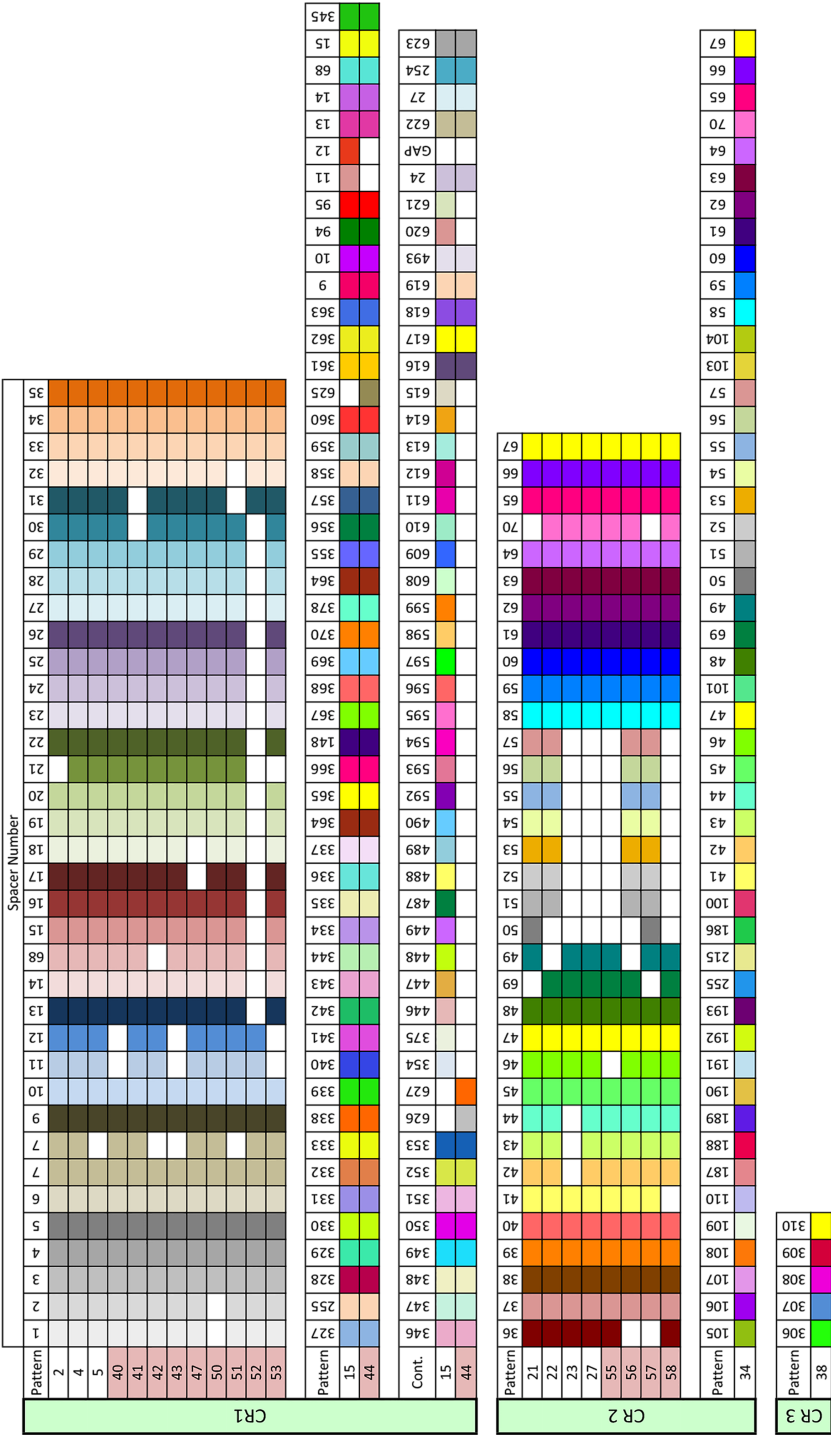 Spacer Number
Pattern 1 2 3 4 5 6 7 7 9 10 11 12 13 14 68 15 16 17 18 19 20 21 22 23 24 25 26 27 28 29 30 31 32 33 34 35
CR1
2
4
5
40
41
42
43
47
50
51
52
53
Pattern 327 255 328 329 330 331 332 333 338 339 340 341 342 343 344 334 335 336 337 364 365 366 148 367 368 369 370 378 364 355 356 357 358 359 360 625 361 362 363 9 10 94 95 11 12 13 14 68 15 345
15
44
Cont. 346 347 348 349 350 351 352 353 626 627 354 375 446 447 448 449 487 488 489 490 592 593 594 595 596 597 598 599 608 609 610 611 612 613 614 615 616 617 618 619 493 620 621 24 GAP 622 27 254 623
15
44
CR 2
Pattern 36 37 38 39 40 41 42 43 44 45 46 47 48 69 49 50 51 52 53 54 55 56 57 58 59 60 61 62 63 64 70 65 66 67
21
22
23
27
55
56
57
58
Pattern 105 106 107 108 109 110 187 188 189 190 191 192 193 255 215 186 100 41 42 43 44 45 46 47 101 48 69 49 50 51 52 53 54 55 56 57 103 104 58 59 60 61 62 63 64 70 65 66 67
34
CR 3
Pattern 306 307 308 309 310
38